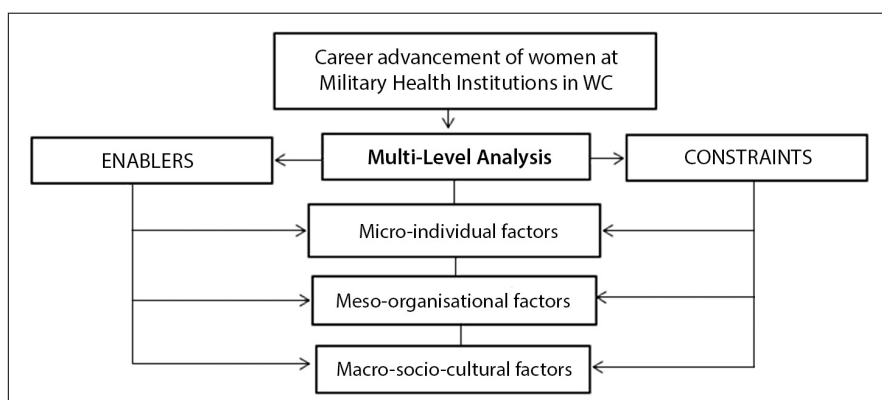 Career advancement of women at
Military Health Institutions in WC
ENABLERS
Multi-Level Analysis
CONSTRAINTS
Micro-individual factors
Meso-organisational factors
Macro-socio-cultural factors